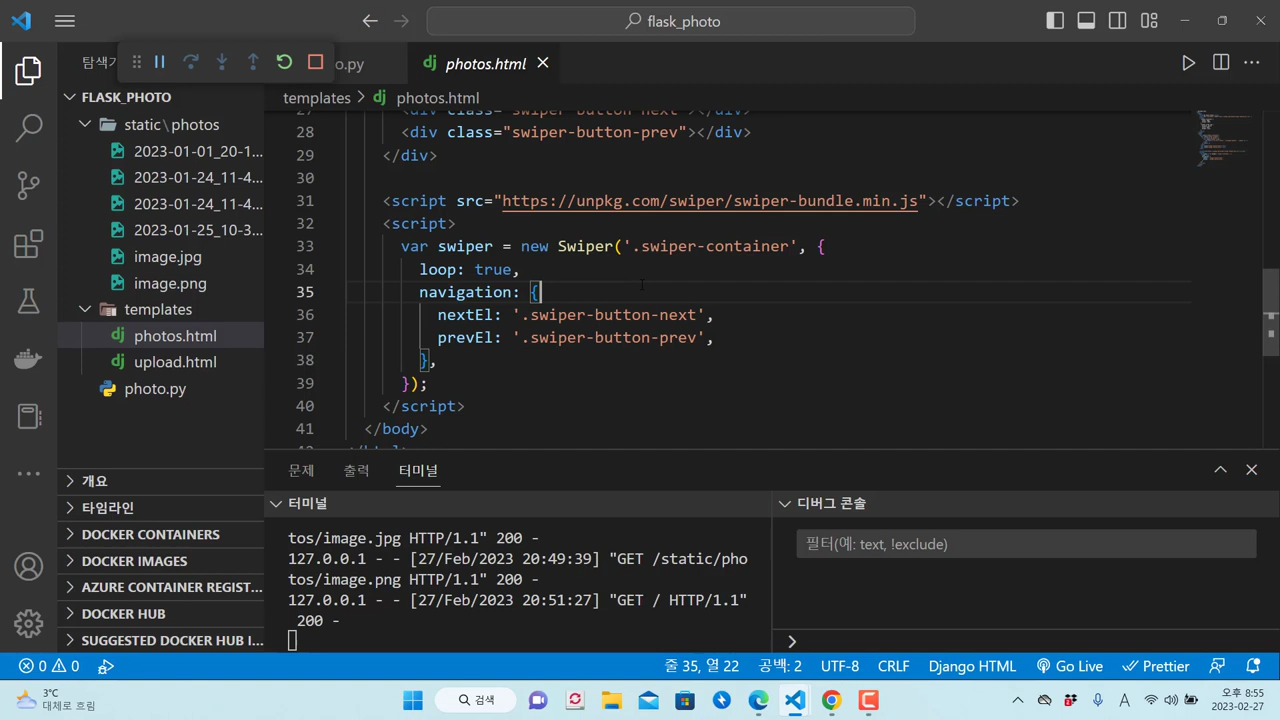 flask_photo
탐색기
o.py
photos.html
FLASK_PHOTO
static\photos
2023-01-01_20-1...
2023-01-24_11-4...
2023-01-24_11-4...
2023-01-25_10-3...
image.jpg
image.png
templates
photos.html
upload.html
photo.py
개요
타임라인
DOCKER CONTAINERS
DOCKER IMAGES
AZURE CONTAINER REGIST...
DOCKER HUB
SUGGESTED DOCKER HUB I...
templates > photos.html
27 <div class="swiper-button-next"></div>
28 <div class="swiper-button-prev"></div>
29 </div>
30
31 <script src="https://unpkg.com/swiper/swiper-bundle.min.js"></script>
32 <script>
33 var swiper = new Swiper('.swiper-container', {
34 loop: true,
35 navigation: {
36 nextEl: '.swiper-button-next',
37 prevEl: '.swiper-button-prev',
38 },
39 });
40 </script>
41 </body>
42 </html>
문제 출력 터미널
터미널
tos/image.jpg HTTP/1.1" 200 -
127.0.0.1 - - [27/Feb/2023 20:49:39] "GET /static/pho
tos/image.png HTTP/1.1" 200 -
127.0.0.1 - - [27/Feb/2023 20:51:27] "GET / HTTP/1.1"
200 -
디버그 콘솔
필터(예: text, !exclude)
0 0 줄 35, 열 22 공백: 2 UTF-8 CRLF Django HTML Go Live Prettier
3°C
대체로 흐림
검색
A
오후 8:55
2023-02-27